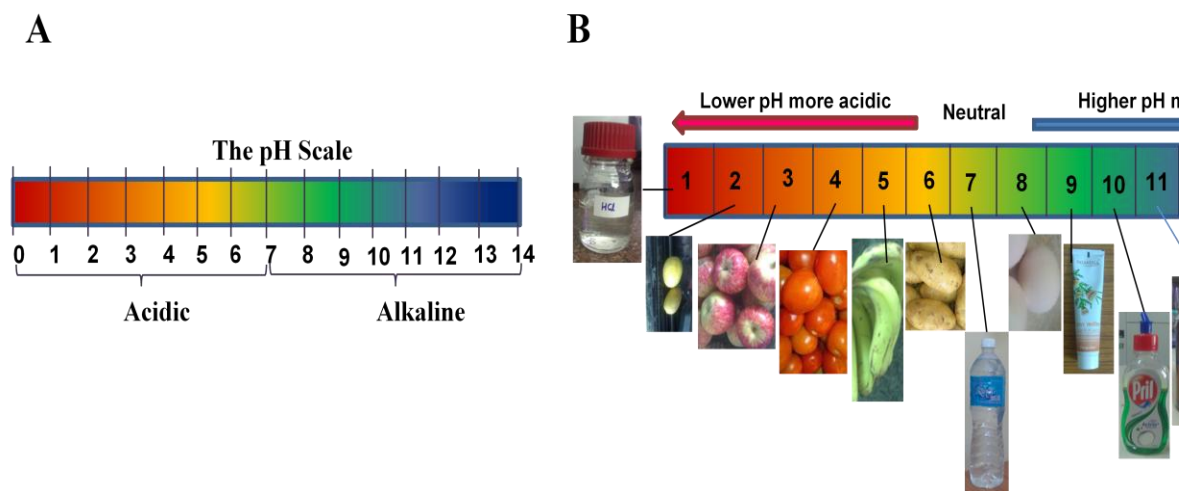 A
The pH Scale
0 1 2 3 4 5 6 7 8 9 10 11 12 13 14
Acidic Alkaline
B
Lower pH more acidic Neutral Higher pH m
1 2 3 4 5 6 7 8 9 10 11
HCl
Pril